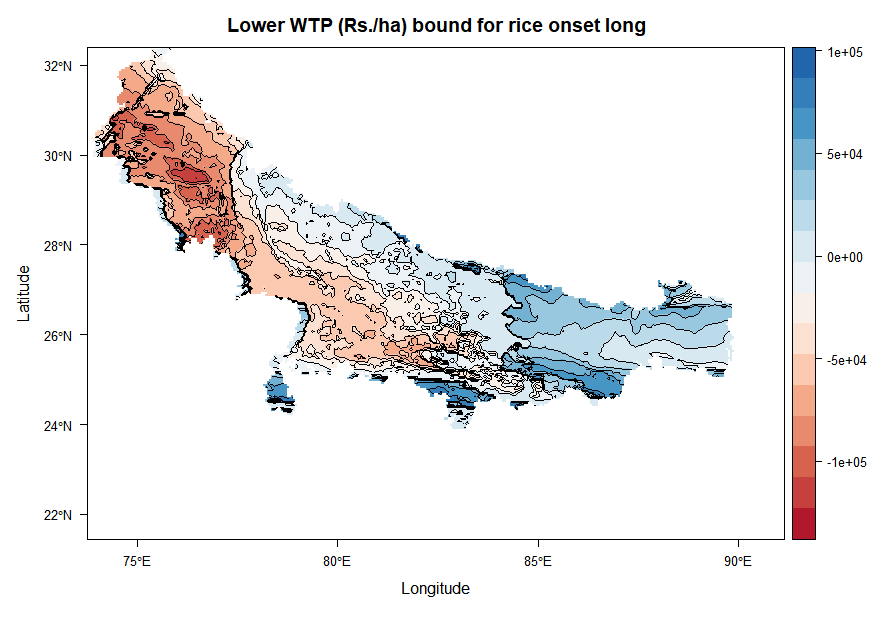 Lower WTP (Rs./ha) bound for rice onset long
32°N
30°N
28°N
26°N
24°N
22°N
Latitude
75°E
80°E
85°E
90°E
Longitude
1e+05
5e+04
0e+00
-5e+04
-1e+05